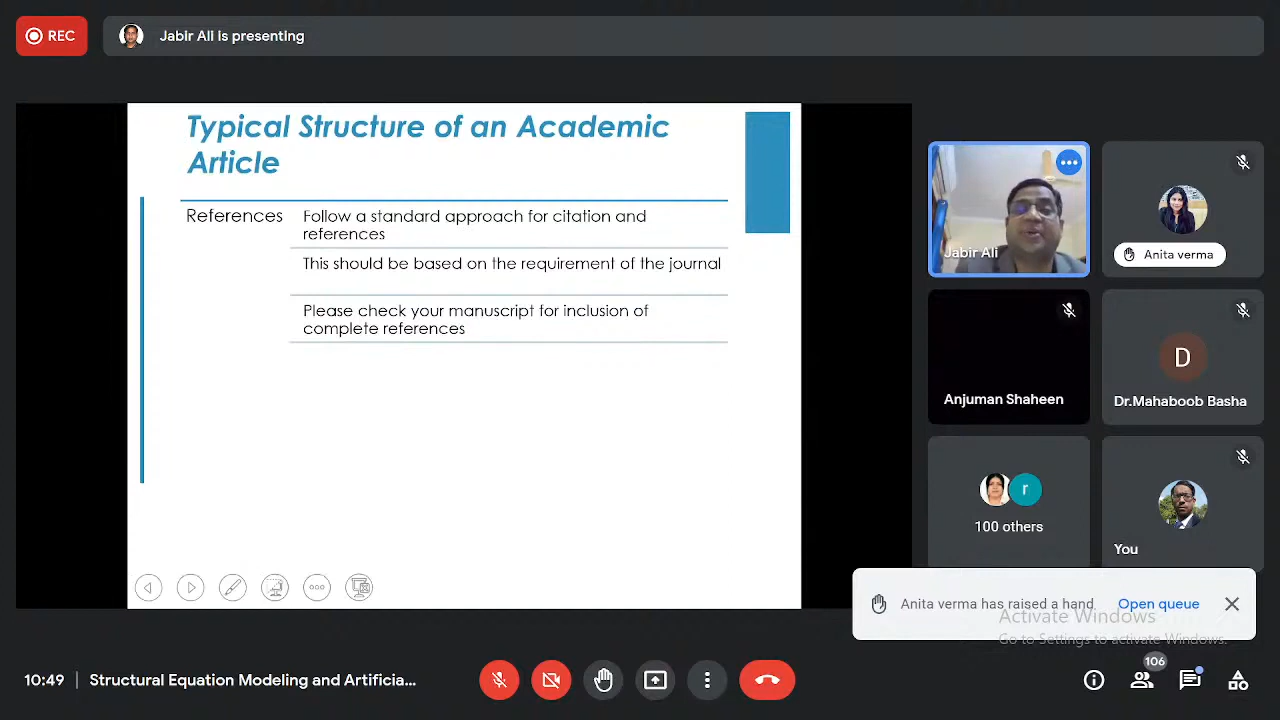 REC
Jabir Ali is presenting
Typical Structure of an Academic
Article
References
Follow a standard approach for citation and
references
This should be based on the requirement of the journal
Please check your manuscript for inclusion of
complete references
Jabir Ali
Anita verma
Anjuman Shaheen
D
Dr.Mahaboob Basha
r
100 others
You
Anita verma has raised a hand
Open queue
Activate Windows
Go to Settings to activate Windows.
10:49
Structural Equation Modeling and Artificia...
106